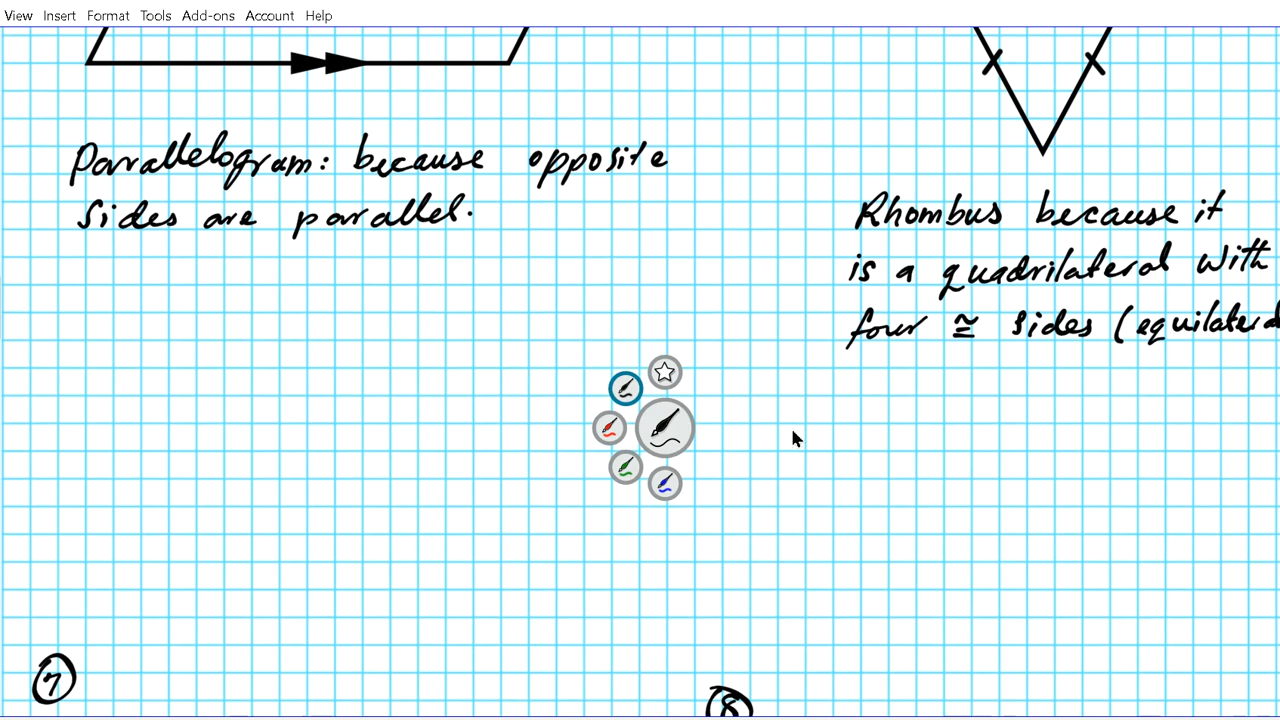 View Insert Format Tools Add-ons Account Help
Parallelogram: because opposite
sides are parallel.
Rhombus because it
is a quadrilateral with
four ≅ sides (equilateral
7
8